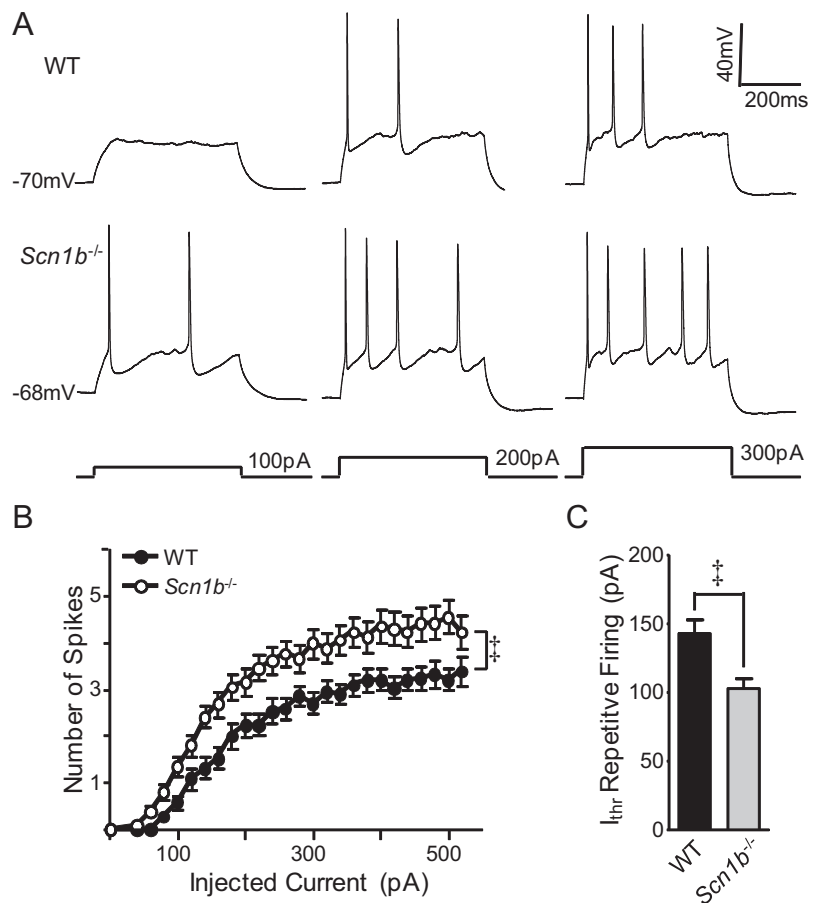 A
WT
40mV
200ms
-70mV
Scn1b-/-
-68mV
100pA
200pA
300pA
B
WT
Scn1b-/-
‡
Number of Spikes
5
3
1
100
300
500
Injected Current (pA)
C
Ithr Repetitve Firing (pA)
200
150
100
50
0
‡
WT
Scn1b-/-